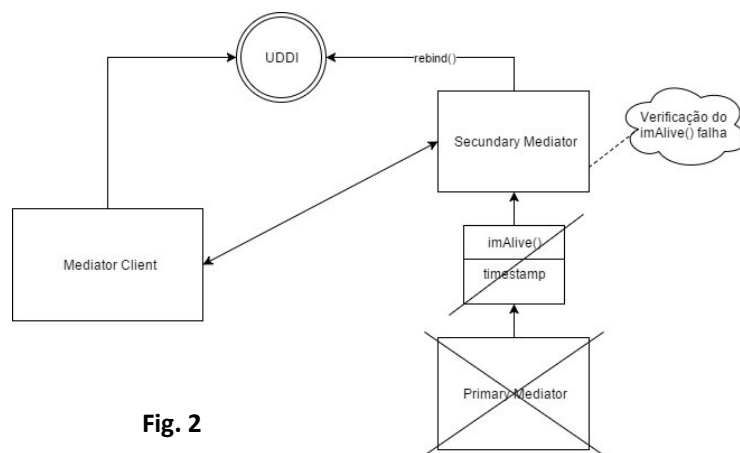 UDDI
rebind()
Secundary Mediator
Verificação do
imAlive() falha
Mediator Client
imAlive()
timestamp
Primary Mediator
Fig. 2